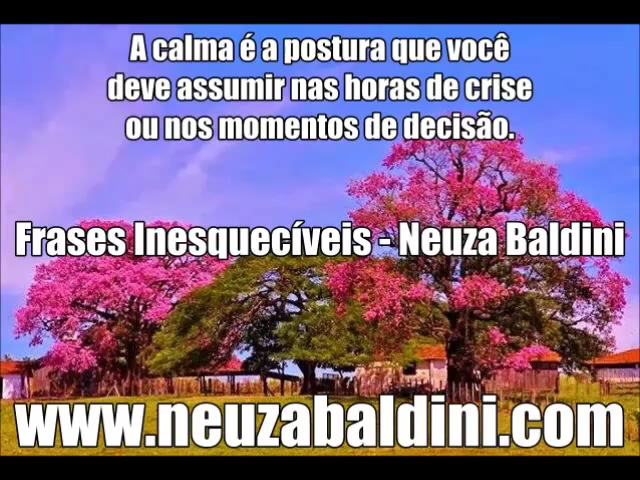 A calma é a postura que você
deve assumir nas horas de crise
ou nos momentos de decisão.
Frases Inesquecíveis - Neuza Baldini
www.neuzabaldini.com